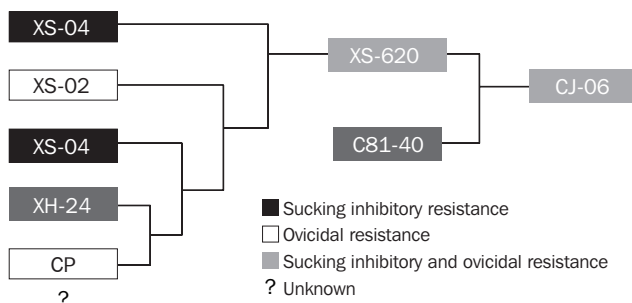 XS-04
XS-02
XS-04
XH-24
CP
?
XS-620
C81-40
CJ-06
Sucking inhibitory resistance
Ovicidal resistance
Sucking inhibitory and ovicidal resistance
? Unknown